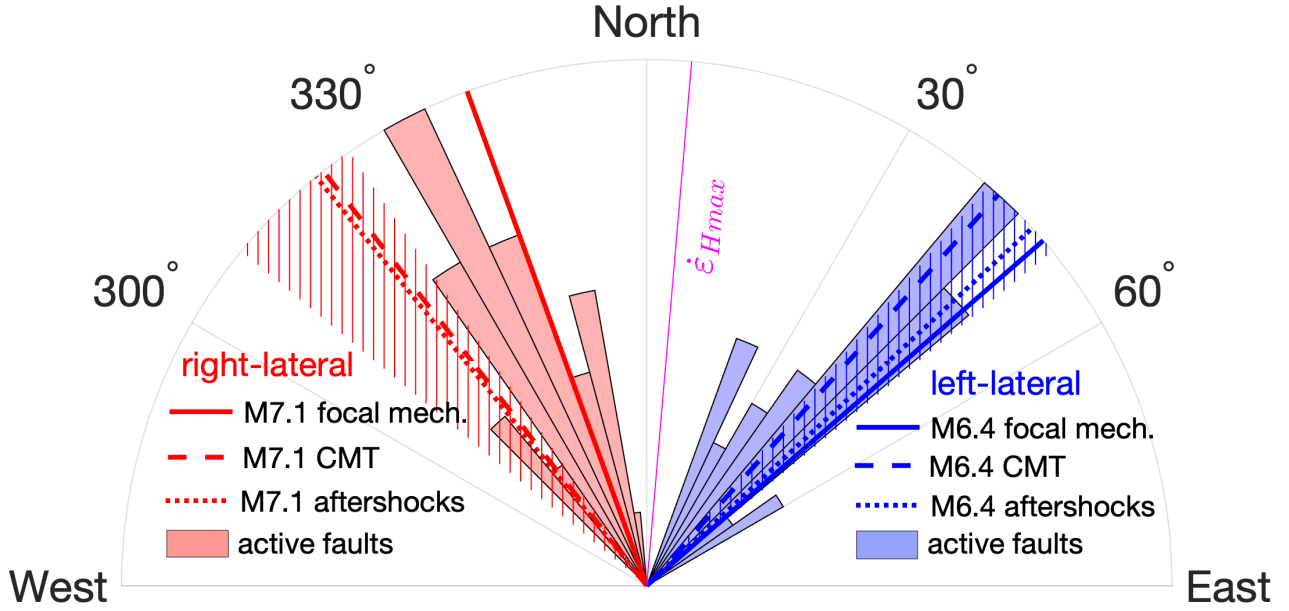 North
330°
30°
ε̇Hmax
300°
60°
right-lateral
M7.1 focal mech.
M7.1 CMT
M7.1 aftershocks
active faults
left-lateral
M6.4 focal mech.
M6.4 CMT
M6.4 aftershocks
active faults
West
East